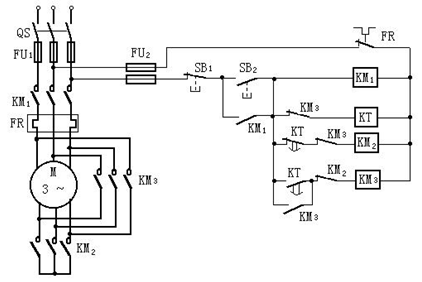 QS
FU₁
FU₂
FR
SB₁
SB₂
KM₁
KM₁
KM₁
KM₃
KT
FR
KT
KM₃
KM₂
M
3 ~
KM₃
KT
KM₂
KM₃
KM₃
KM₂